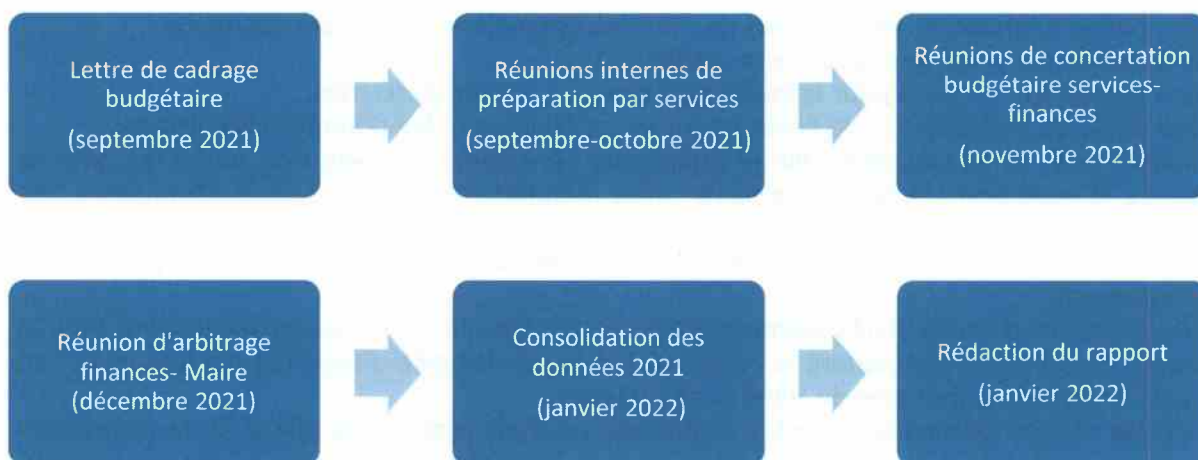 Lettre de cadrage
budgétaire
(septembre 2021)
Réunions internes de
préparation par services
(septembre-octobre 2021)
Réunions de concertation
budgétaire services-
finances
(novembre 2021)
Réunion d'arbitrage
finances- Maire
(décembre 2021)
Consolidation des
données 2021
(janvier 2022)
Rédaction du rapport
(janvier 2022)